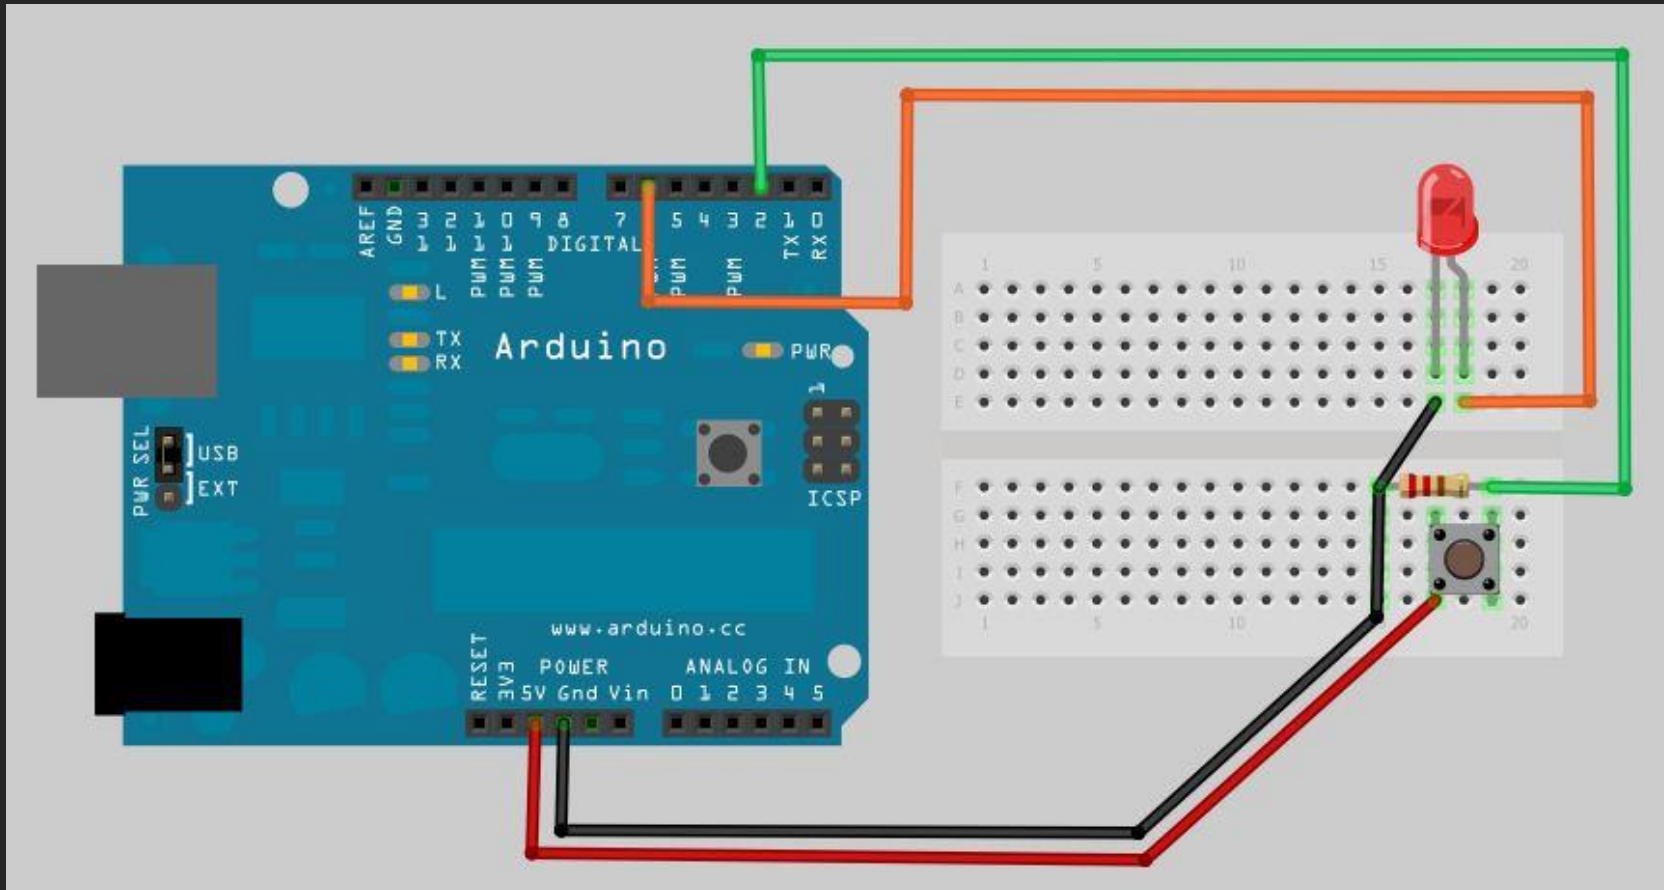 AREF
GND
13
12
PWM 11
PWM 10
PWM 9
8
7
PWM 5
4
PWM 3
2
TX 1
RX 0
DIGITAL
L
TX
RX
Arduino
PWR
1
ICSP
PWR SEL
USB
EXT
www.arduino.cc
POWER
ANALOG IN
RESET
3V3
5V Gnd Vin
0 1 2 3 4 5
1 5 10 15 20
A
B
C
D
E
F
G
H
I
J
1 5 10 20